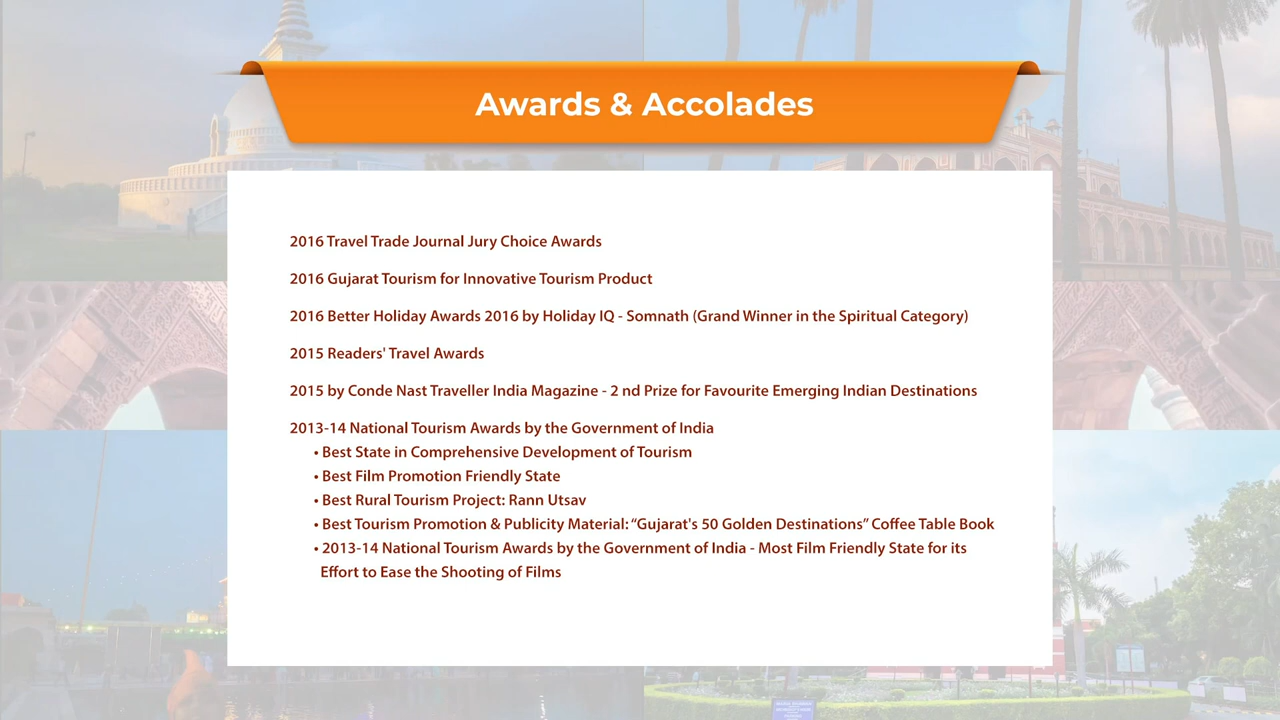 Awards & Accolades
2016 Travel Trade Journal Jury Choice Awards
2016 Gujarat Tourism for Innovative Tourism Product
2016 Better Holiday Awards 2016 by Holiday IQ - Somnath (Grand Winner in the Spiritual Category)
2015 Readers' Travel Awards
2015 by Conde Nast Traveller India Magazine - 2 nd Prize for Favourite Emerging Indian Destinations
2013-14 National Tourism Awards by the Government of India
• Best State in Comprehensive Development of Tourism
• Best Film Promotion Friendly State
• Best Rural Tourism Project: Rann Utsav
• Best Tourism Promotion & Publicity Material: “Gujarat's 50 Golden Destinations” Coffee Table Book
• 2013-14 National Tourism Awards by the Government of India - Most Film Friendly State for its
Effort to Ease the Shooting of Films